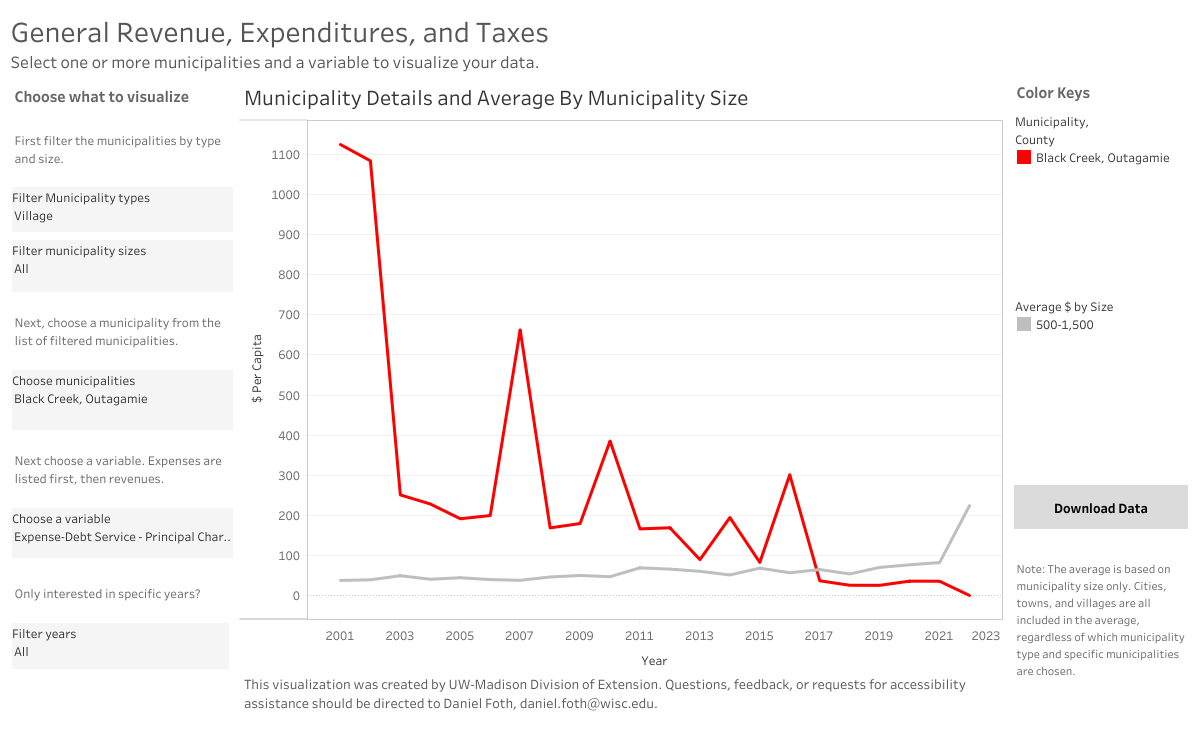 General Revenue, Expenditures, and Taxes
Select one or more municipalities and a variable to visualize your data.
Choose what to visualize
First filter the municipalities by type
and size.
Filter Municipality types
Village
Filter municipality sizes
All
Next, choose a municipality from the
list of filtered municipalities.
Choose municipalities
Black Creek, Outagamie
Next choose a variable. Expenses are
listed first, then revenues.
Choose a variable
Expense-Debt Service - Principal Char..
Only interested in specific years?
Filter years
All
Municipality Details and Average By Municipality Size
$ Per Capita
1100
1000
900
800
700
600
500
400
300
200
100
0
2001 2003 2005 2007 2009 2011 2013 2015 2017 2019 2021 2023
Year
This visualization was created by UW-Madison Division of Extension. Questions, feedback, or requests for accessibility
assistance should be directed to Daniel Foth, daniel.foth@wisc.edu.
Color Keys
Municipality,
County
Black Creek, Outagamie
Average $ by Size
500-1,500
Download Data
Note: The average is based on
municipality size only. Cities,
towns, and villages are all
included in the average,
regardless of which municipality
type and specific municipalities
are chosen.